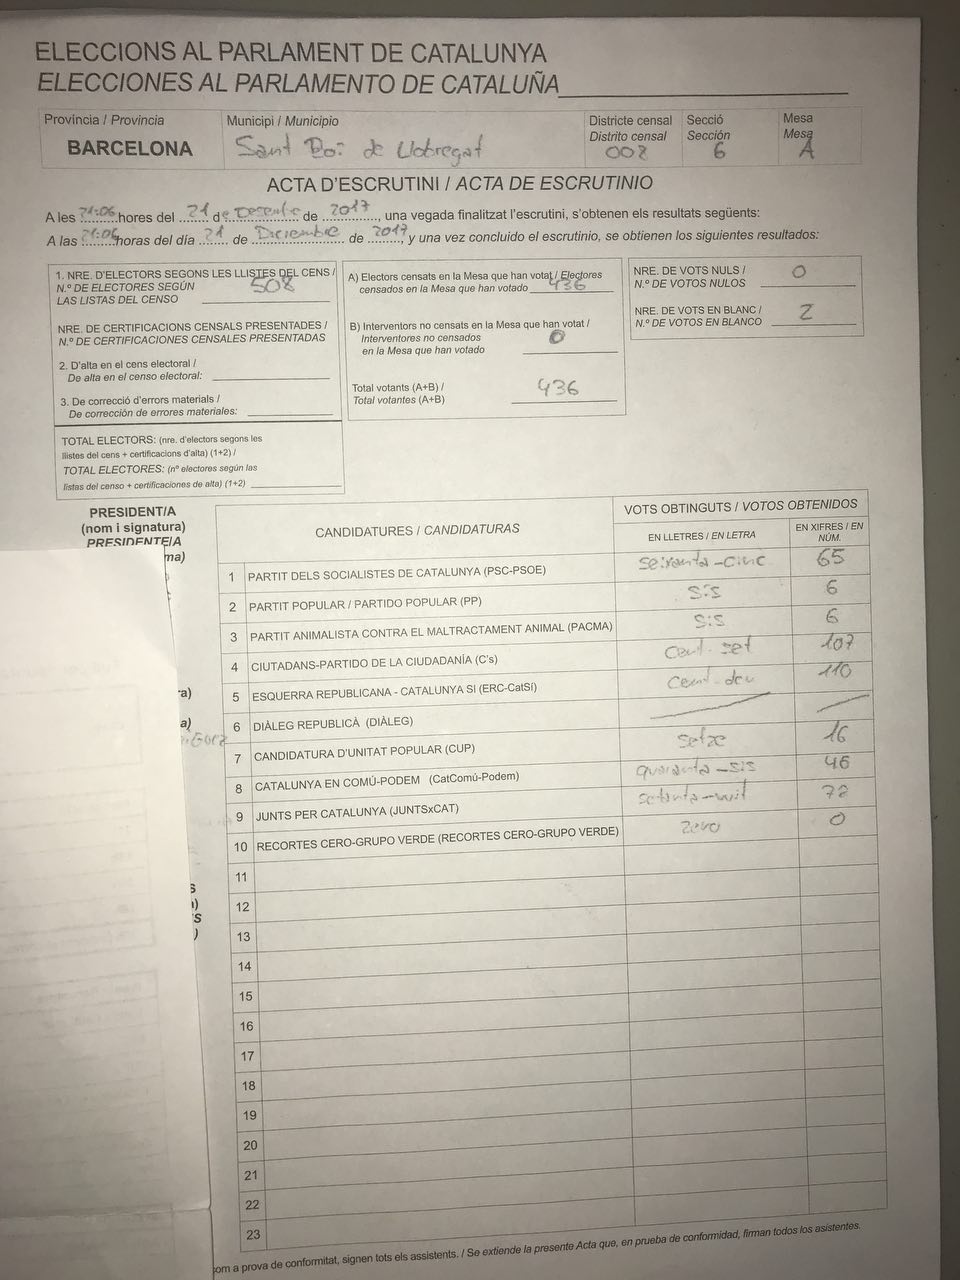 ELECCIONS AL PARLAMENT DE CATALUNYA
ELECCIONES AL PARLAMENTO DE CATALUÑA
Provincia / Provincia
BARCELONA
Municipi / Municipio
Sant Boi de Llobregat
Districte censal
Distrito censal
008
Secció
Sección
6
Mesa
Mesa
A
ACTA D'ESCRUTINI / ACTA DE ESCRUTINIO
A les 21:06 hores del 21 de Desembre de 2017, una vegada finalitzat l'escrutini, s'obtenen els resultats següents:
A las 21:06 horas del día 21 de Diciembre de 2017, y una vez concluido el escrutinio, se obtienen los siguientes resultados:
1. NRE. D'ELECTORS SEGONS LES LLISTES DEL CENS /
N.º DE ELECTORES SEGÚN
LAS LISTAS DEL CENSO 508
NRE. DE CERTIFICACIONS CENSALS PRESENTADES /
N.º DE CERTIFICACIONES CENSALES PRESENTADAS
2. D'alta en el cens electoral /
De alta en el censo electoral:
3. De correcció d'errors materials /
De corrección de errores materiales:
TOTAL ELECTORS: (nre. d'electors segons les
llistes del cens + certificacions d'alta) (1+2) /
TOTAL ELECTORES: (nº electores según las
listas del censo + certificaciones de alta) (1+2)
A) Electors censats en la Mesa que han votat / Electores
censados en la Mesa que han votado 436
B) Interventors no censats en la Mesa que han votat /
Interventores no censados
en la Mesa que han votado 0
Total votants (A+B) /
Total votantes (A+B) 436
NRE. DE VOTS NULS /
N.º DE VOTOS NULOS 0
NRE. DE VOTS EN BLANC /
N.º DE VOTOS EN BLANCO 2
PRESIDENT/A
(nom i signatura)
PRESIDENTE/A
ma)
ra)
a)
S
)
CANDIDATURES / CANDIDATURAS
VOTS OBTINGUTS / VOTOS OBTENIDOS
EN LLETRES / EN LETRA
EN XIFRES / EN NÚM.
1 PARTIT DELS SOCIALISTES DE CATALUNYA (PSC-PSOE) seixanta-cinc 65
2 PARTIT POPULAR / PARTIDO POPULAR (PP) sis 6
3 PARTIT ANIMALISTA CONTRA EL MALTRACTAMENT ANIMAL (PACMA) sis 6
4 CIUTADANS-PARTIDO DE LA CIUDADANÍA (C's) cent-set 107
5 ESQUERRA REPUBLICANA - CATALUNYA SI (ERC-CatSí) cent-deu 110
6 DIÀLEG REPUBLICÀ (DIÀLEG)
7 CANDIDATURA D'UNITAT POPULAR (CUP) setze 16
8 CATALUNYA EN COMÚ-PODEM (CatComú-Podem) quaranta-sis 46
9 JUNTS PER CATALUNYA (JUNTSxCAT) setanta-vuit 78
10 RECORTES CERO-GRUPO VERDE (RECORTES CERO-GRUPO VERDE) zero 0
11
12
13
14
15
16
17
18
19
20
21
22
23
om a prova de conformitat, signen tots els assistents. / Se extiende la presente Acta que, en prueba de conformidad, firman todos los asistentes.